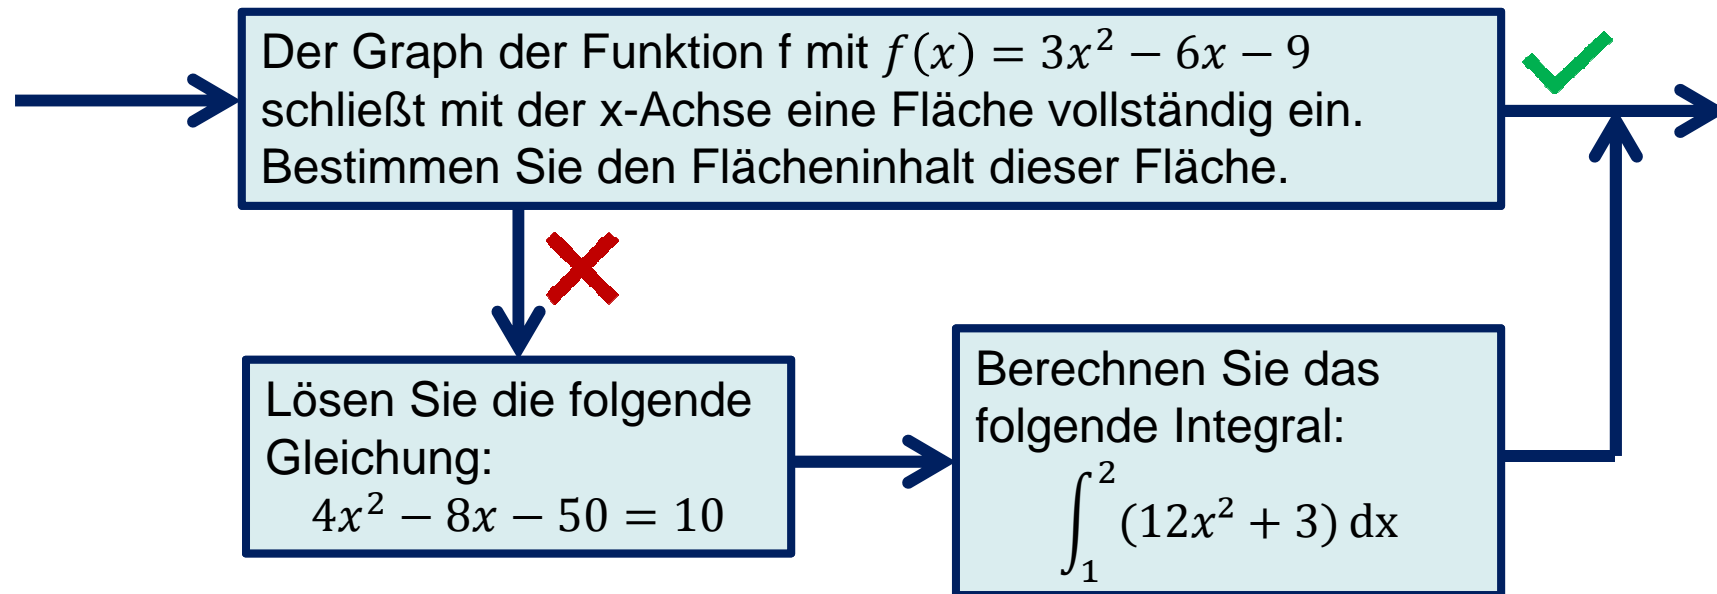 Der Graph der Funktion f mit f(x) = 3x² − 6x − 9
schließt mit der x-Achse eine Fläche vollständig ein.
Bestimmen Sie den Flächeninhalt dieser Fläche.
Lösen Sie die folgende
Gleichung:
4x² − 8x − 50 = 10
Berechnen Sie das
folgende Integral:
∫₁² (12x² + 3) dx